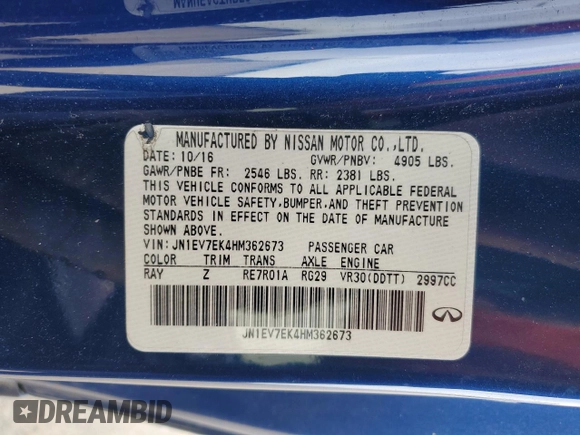 MANUFACTURED BY NISSAN MOTOR CO.,LTD.
DATE: 10/16 GVWR/PNBV: 4905 LBS.
GAWR/PNBE FR: 2546 LBS. RR: 2381 LBS.
THIS VEHICLE CONFORMS TO ALL APPLICABLE FEDERAL
MOTOR VEHICLE SAFETY,BUMPER,AND THEFT PREVENTION
STANDARDS IN EFFECT ON THE DATE OF MANUFACTURE
SHOWN ABOVE.
VIN: JN1EV7EK4HM362673 PASSENGER CAR
COLOR TRIM TRANS AXLE ENGINE
RAY Z RE7R01A RG29 VR30(DDTT) 2997CC
JN1EV7EK4HM362673
DREAMBID